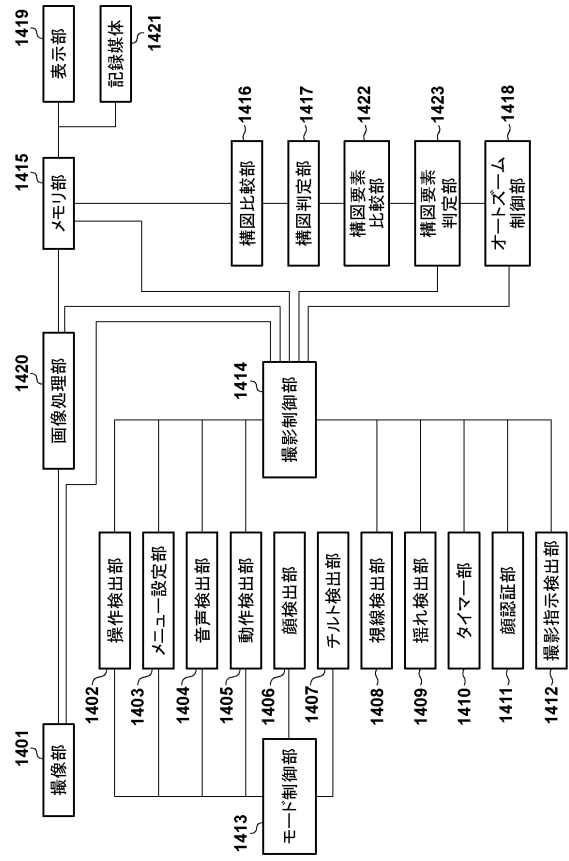 1401
撮像部
1420
画像処理部
1415
メモリ部
1419
表示部
記録媒体
1421
1402
操作検出部
1403
メニュー設定部
1404
音声検出部
1405
動作検出部
1406
顔検出部
1407
チルト検出部
1408
視線検出部
1409
揺れ検出部
1410
タイマー部
1411
顔認証部
1412
撮影指示検出部
1413
モード制御部
1414
撮影制御部
構図比較部
1416
構図判定部
1417
構図要素
比較部
1422
構図要素
判定部
1423
オートズーム
制御部
1418